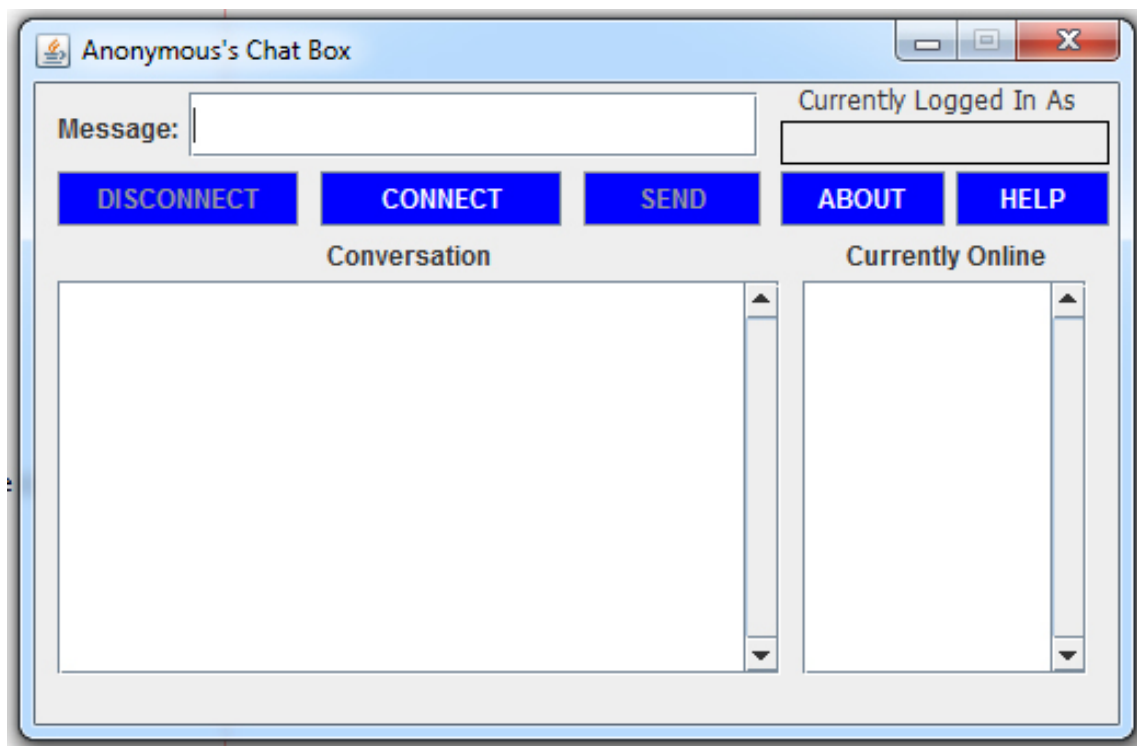 Anonymous's Chat Box
Currently Logged In As
Message:
DISCONNECT CONNECT SEND ABOUT HELP
Conversation Currently Online
e